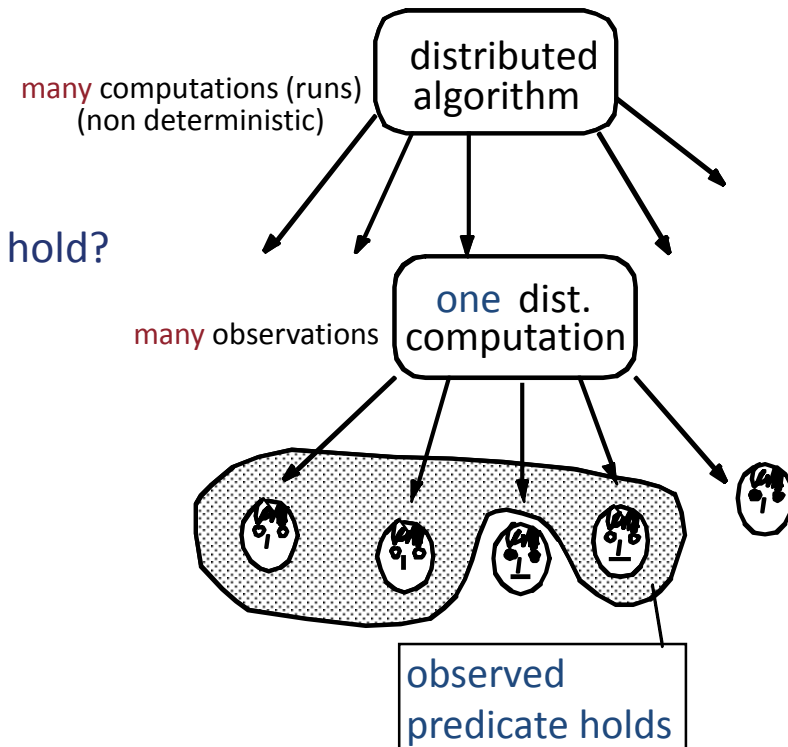 distributed
algorithm
many computations (runs)
(non deterministic)
hold?
one dist.
computation
many observations
observed
predicate holds